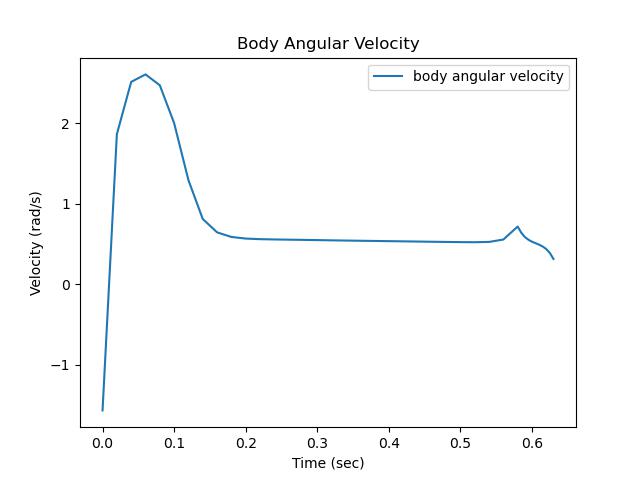 Body Angular Velocity
body angular velocity
Velocity (rad/s)
2
1
0
−1
0.0 0.1 0.2 0.3 0.4 0.5 0.6
Time (sec)